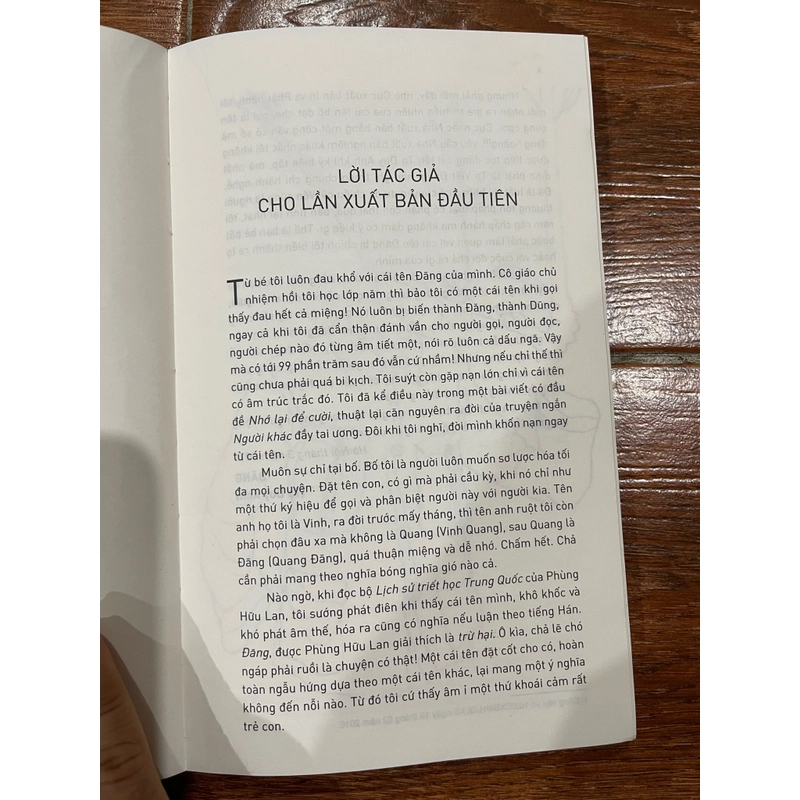 LỜI TÁC GIẢ
CHO LẦN XUẤT BẢN ĐẦU TIÊN
Từ bé tôi luôn đau khổ với cái tên Đãng của mình. Cô giáo chủ
nhiệm hồi tôi học lớp năm thì bảo tôi có một cái tên khi gọi
thấy đau hết cả miệng! Nó luôn bị biến thành Đăng, thành Dũng,
ngay cả khi tôi đã cẩn thận đánh vần cho người gọi, người đọc,
người chép nào đó từng âm tiết một, nói rõ luôn cả dấu ngã. Vậy
mà có tới 99 phần trăm sau đó vẫn cứ nhầm! Nhưng nếu chỉ thế thì
cũng chưa phải quá bi kịch. Tôi suýt còn gặp nạn lớn chỉ vì cái tên
có âm trúc trắc đó. Tôi đã kể điều này trong một bài viết có đầu
đề Nhớ lại để cười, thuật lại căn nguyên ra đời của truyện ngắn
Người khác đầy tai ương. Đôi khi tôi nghĩ, đời mình khốn nạn ngay
từ cái tên.
Muôn sự chỉ tại bố. Bố tôi là người luôn muốn sơ lược hóa tối
đa mọi chuyện. Đặt tên con, có gì mà phải cầu kỳ, khi nó chỉ như
một thứ ký hiệu để gọi và phân biệt người này với người kia. Tên
anh họ tôi là Vinh, ra đời trước mấy tháng, thì tên anh ruột tôi còn
phải chọn đâu xa mà không là Quang (Vinh Quang), sau Quang là
Đãng (Quang Đãng), quá thuận miệng và dễ nhớ. Chấm hết. Chả
cần phải mang theo nghĩa bóng nghĩa gió nào cả.
Nào ngờ, khi đọc bộ Lịch sử triết học Trung Quốc của Phùng
Hữu Lan, tôi sướng phát điên khi thấy cái tên mình, khô khốc và
khó phát âm thế, hóa ra cũng có nghĩa nếu luận theo tiếng Hán.
Đãng, được Phùng Hữu Lan giải thích là trừ hại. Ô kìa, chả lẽ chó
ngáp phải ruồi là chuyện có thật! Một cái tên đặt cốt cho có, hoàn
toàn ngẫu hứng dựa theo một cái tên khác, lại mang một ý nghĩa
không đến nỗi nào. Từ đó tôi cứ thấy âm ỉ một thứ khoái cảm rất
trẻ con.